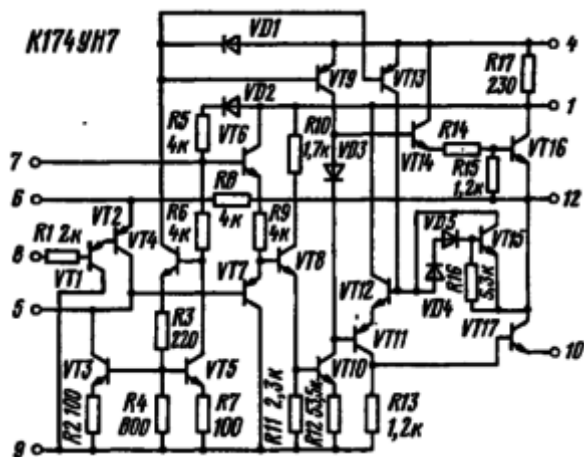 К174УН7
VD1
4
R17
230
VT9
VT13
VD2
1
R5
4к
VT6
R10
1,7к
VD3
VT14
R14
R15
1,2к
VT16
7
6
R8
4к
12
R1 2к
VT2
VT4
R6
4к
R9
4к
VD5
VT15
8
VT1
VT7
VT8
VT12
R16
5,3к
VD4
5
R3
220
VT11
VT17
VT3
VT5
VT10
10
R2 100
R4
800
R7
100
R11 2,3к
R12 53,5к
R13
1,2к
9